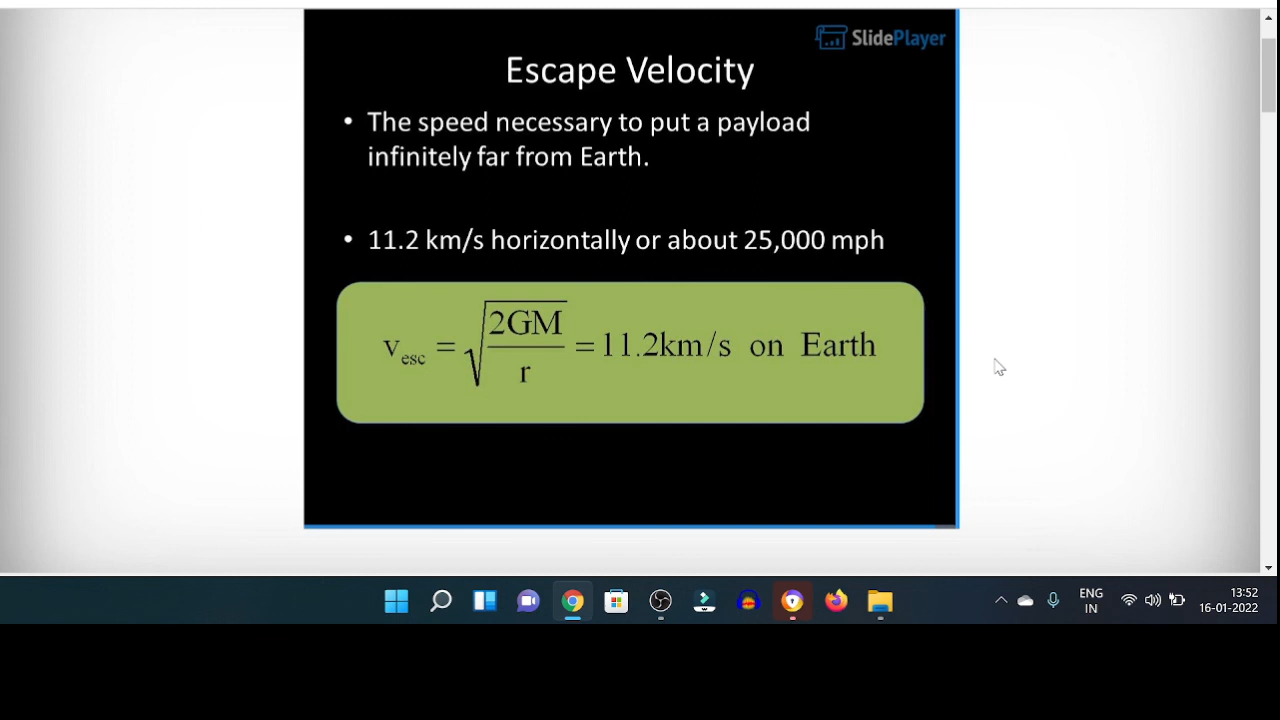 SlidePlayer
Escape Velocity
• The speed necessary to put a payload
infinitely far from Earth.
• 11.2 km/s horizontally or about 25,000 mph
v_esc = √(2GM/r) = 11.2km/s on Earth
ENG
IN
13:52
16-01-2022